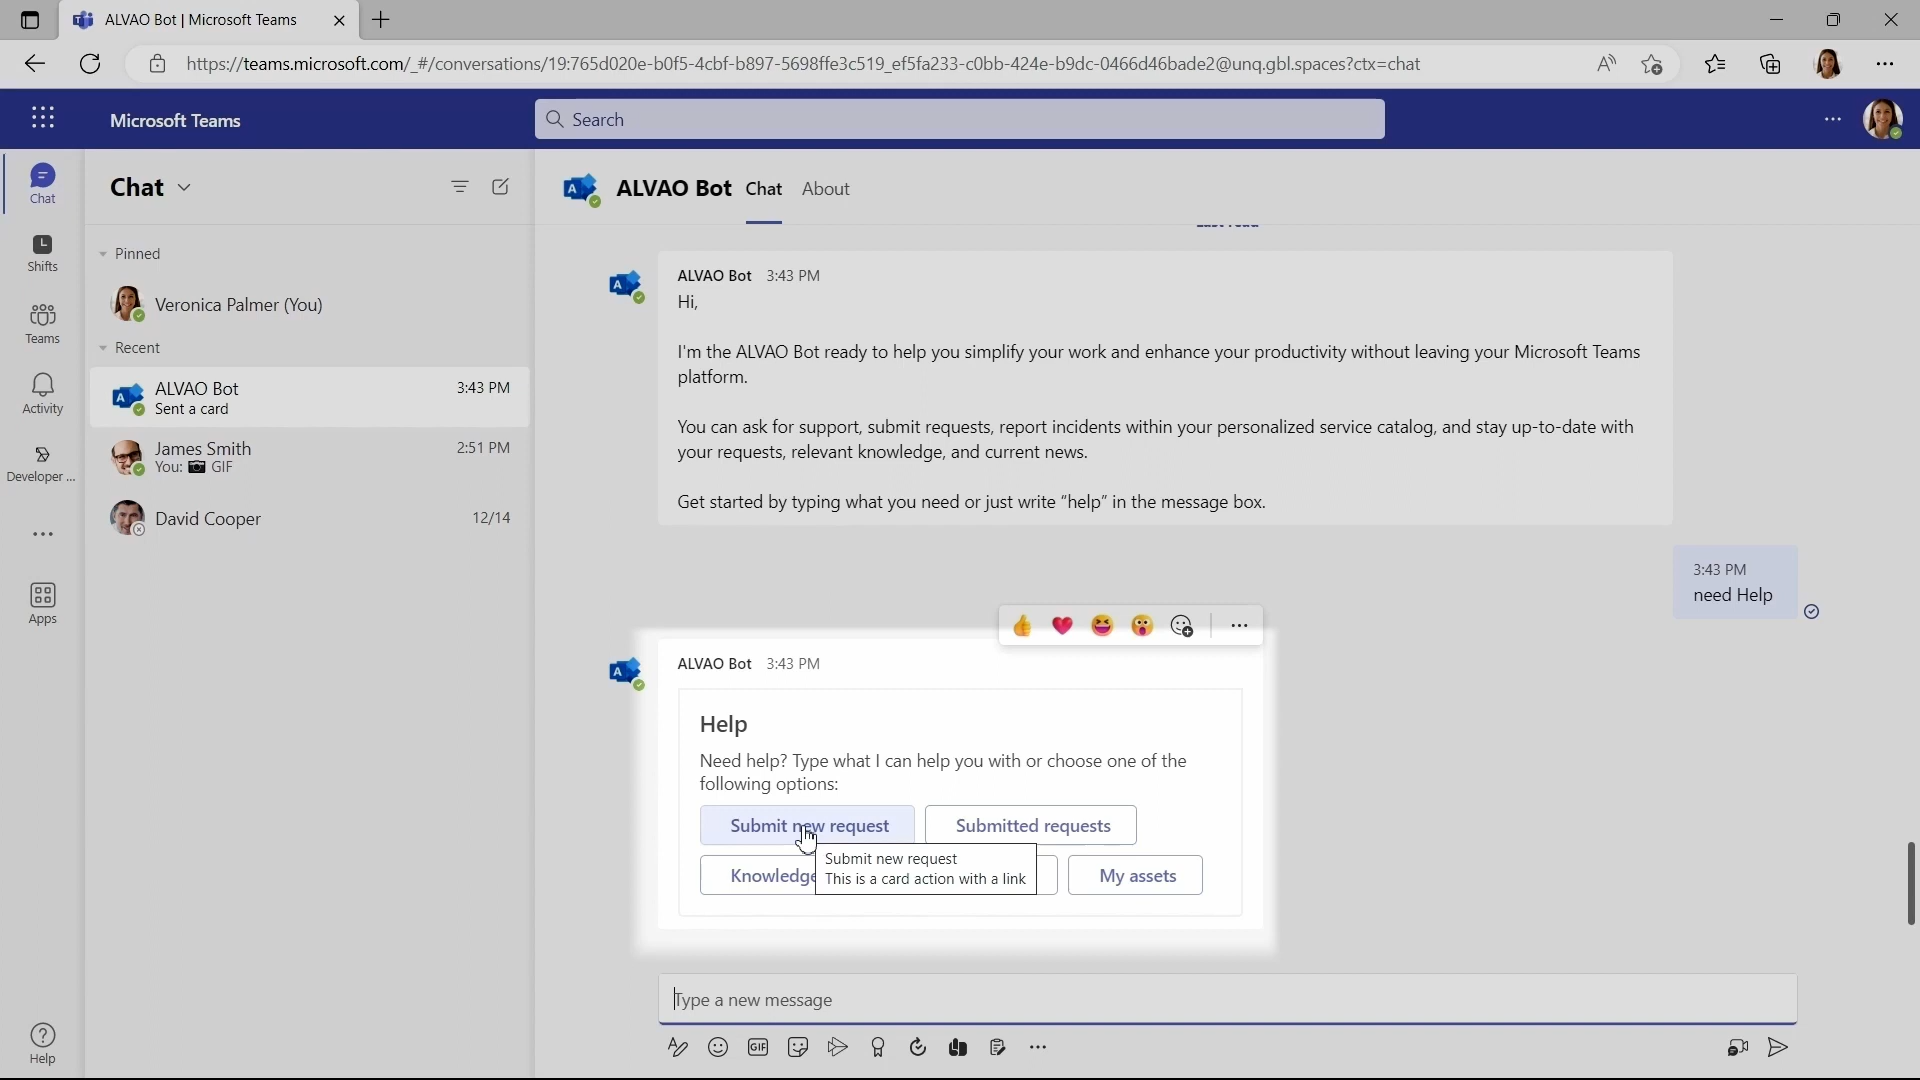 ALVAO Bot | Microsoft Teams
https://teams.microsoft.com/_#/conversations/19:765d020e-b0f5-4cbf-b897-5698ffe3c519_ef5fa233-c0bb-424e-b9dc-0466d46bade2@unq.gbl.spaces?ctx=chat
Microsoft Teams
Search
Chat
Shifts
Teams
Activity
Developer ...
Apps
Help
Chat
Pinned
Veronica Palmer (You)
Recent
ALVAO Bot 3:43 PM
Sent a card
James Smith 2:51 PM
You: GIF
David Cooper 12/14
ALVAO Bot Chat About
Last read
ALVAO Bot 3:43 PM
Hi,
I'm the ALVAO Bot ready to help you simplify your work and enhance your productivity without leaving your Microsoft Teams
platform.
You can ask for support, submit requests, report incidents within your personalized service catalog, and stay up-to-date with
your requests, relevant knowledge, and current news.
Get started by typing what you need or just write “help” in the message box.
3:43 PM
need Help
ALVAO Bot 3:43 PM
Help
Need help? Type what I can help you with or choose one of the
following options:
Submit new request Submitted requests
Submit new request
This is a card action with a link
Knowledge My assets
Type a new message
GIF